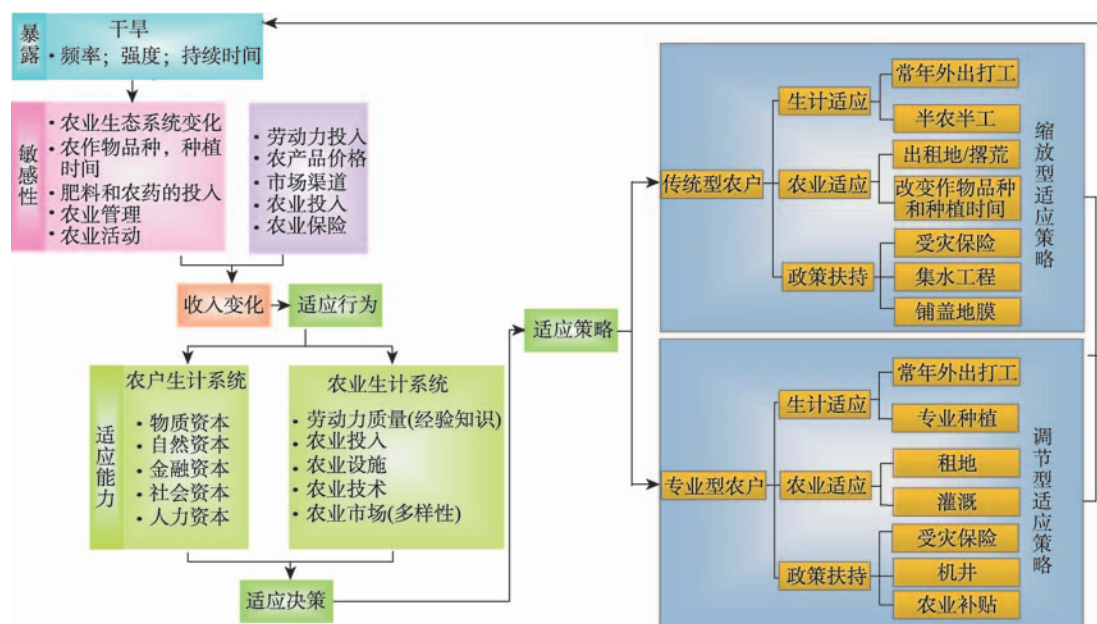 暴露
干旱
·频率；强度；持续时间
敏感性
·农业生态系统变化
·农作物品种，种植
时间
·肥料和农药的投入
·农业管理
·农业活动
·劳动力投入
·农产品价格
·市场渠道
·农业投入
·农业保险
收入变化
适应行为
适应能力
农户生计系统
·物质资本
·自然资本
·金融资本
·社会资本
·人力资本
农业生计系统
·劳动力质量(经验知识)
·农业投入
·农业设施
·农业技术
·农业市场(多样性)
适应决策
适应策略
传统型农户
生计适应
常年外出打工
半农半工
农业适应
出租地/撂荒
改变作物品种
和种植时间
政策扶持
受灾保险
集水工程
铺盖地膜
缩放型适应策略
专业型农户
生计适应
常年外出打工
专业种植
农业适应
租地
灌溉
政策扶持
受灾保险
机井
农业补贴
调节型适应策略